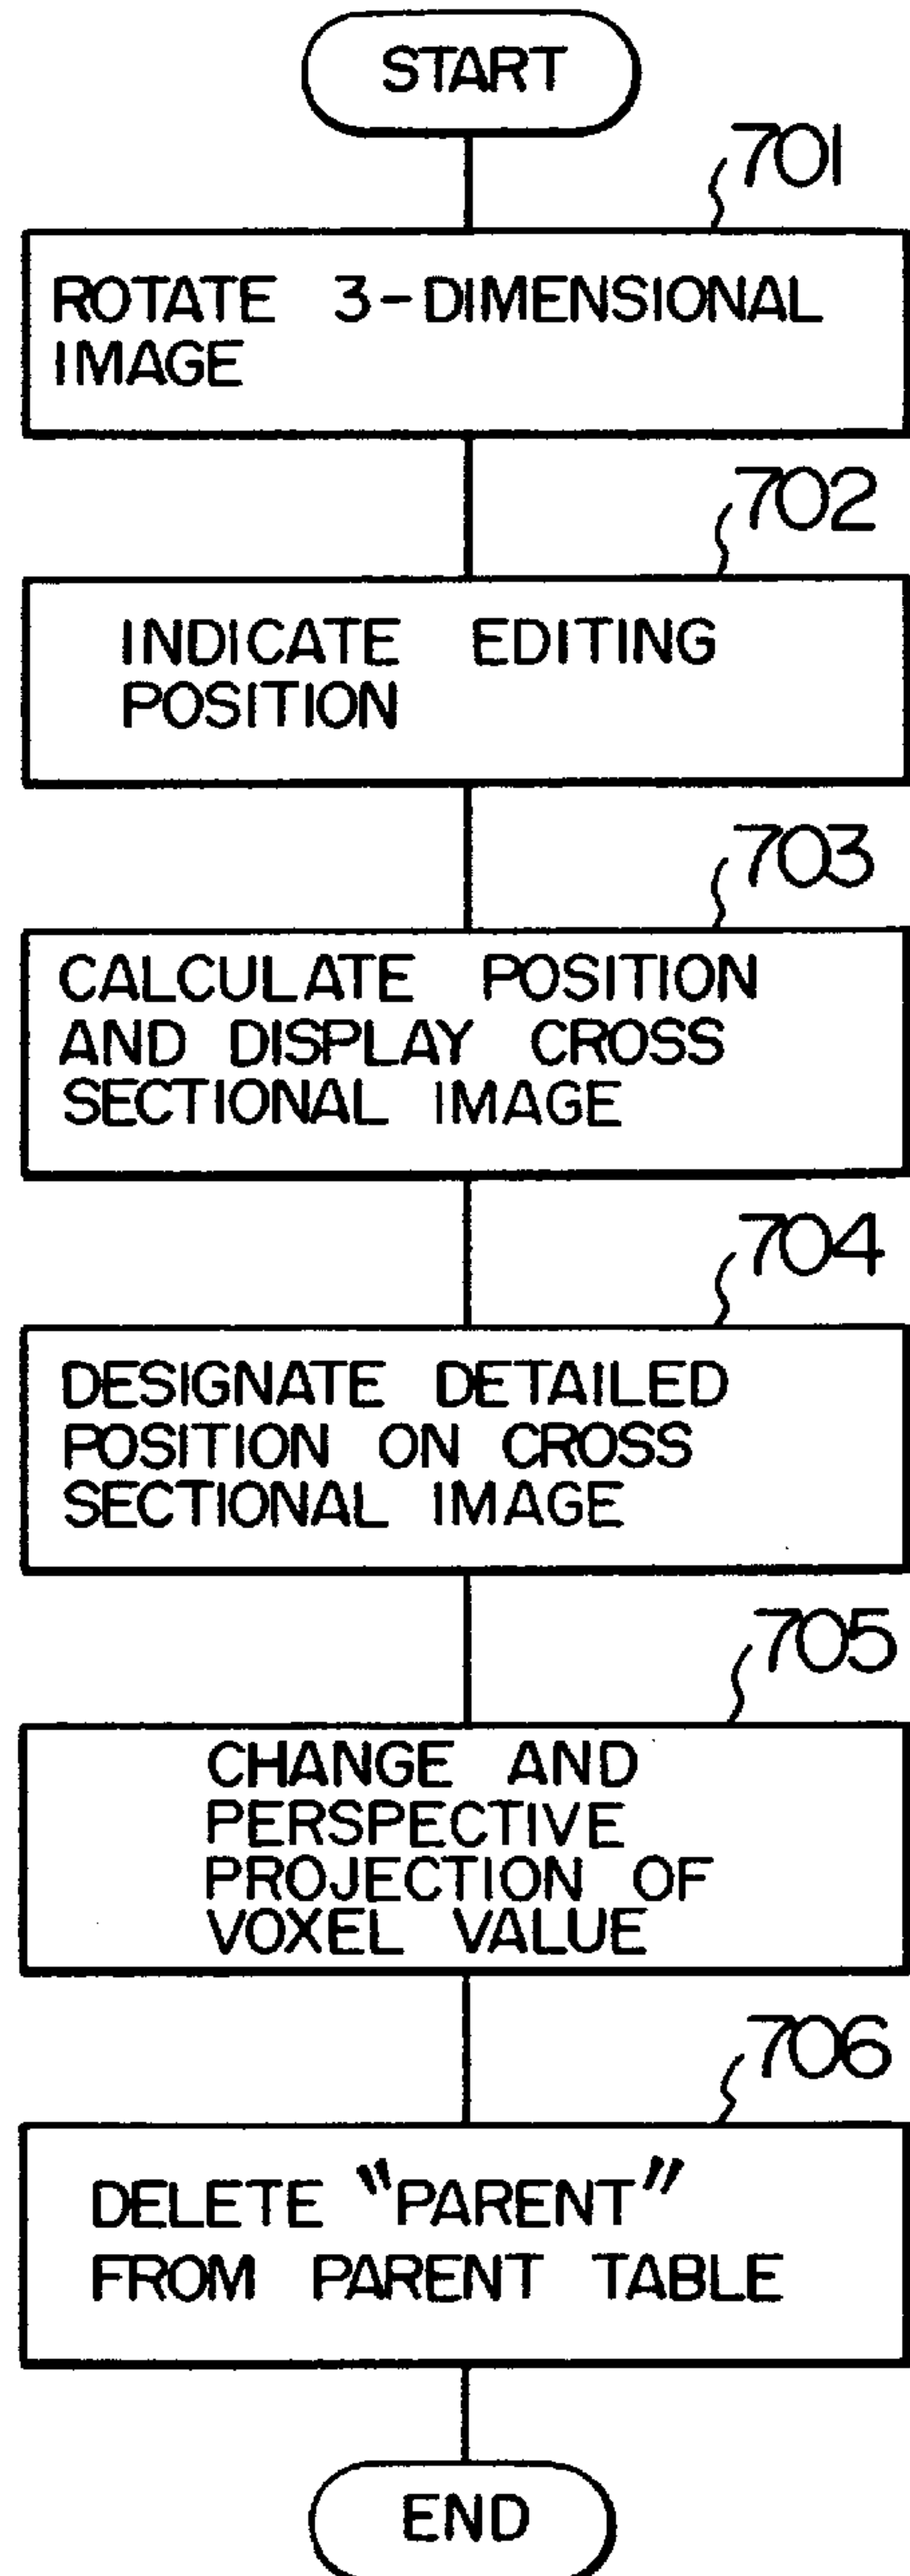 START
701
ROTATE 3-DIMENSIONAL
IMAGE
702
INDICATE EDITING
POSITION
703
CALCULATE POSITION
AND DISPLAY CROSS
SECTIONAL IMAGE
704
DESIGNATE DETAILED
POSITION ON CROSS
SECTIONAL IMAGE
705
CHANGE AND
PERSPECTIVE
PROJECTION OF
VOXEL VALUE
706
DELETE "PARENT"
FROM PARENT TABLE
END